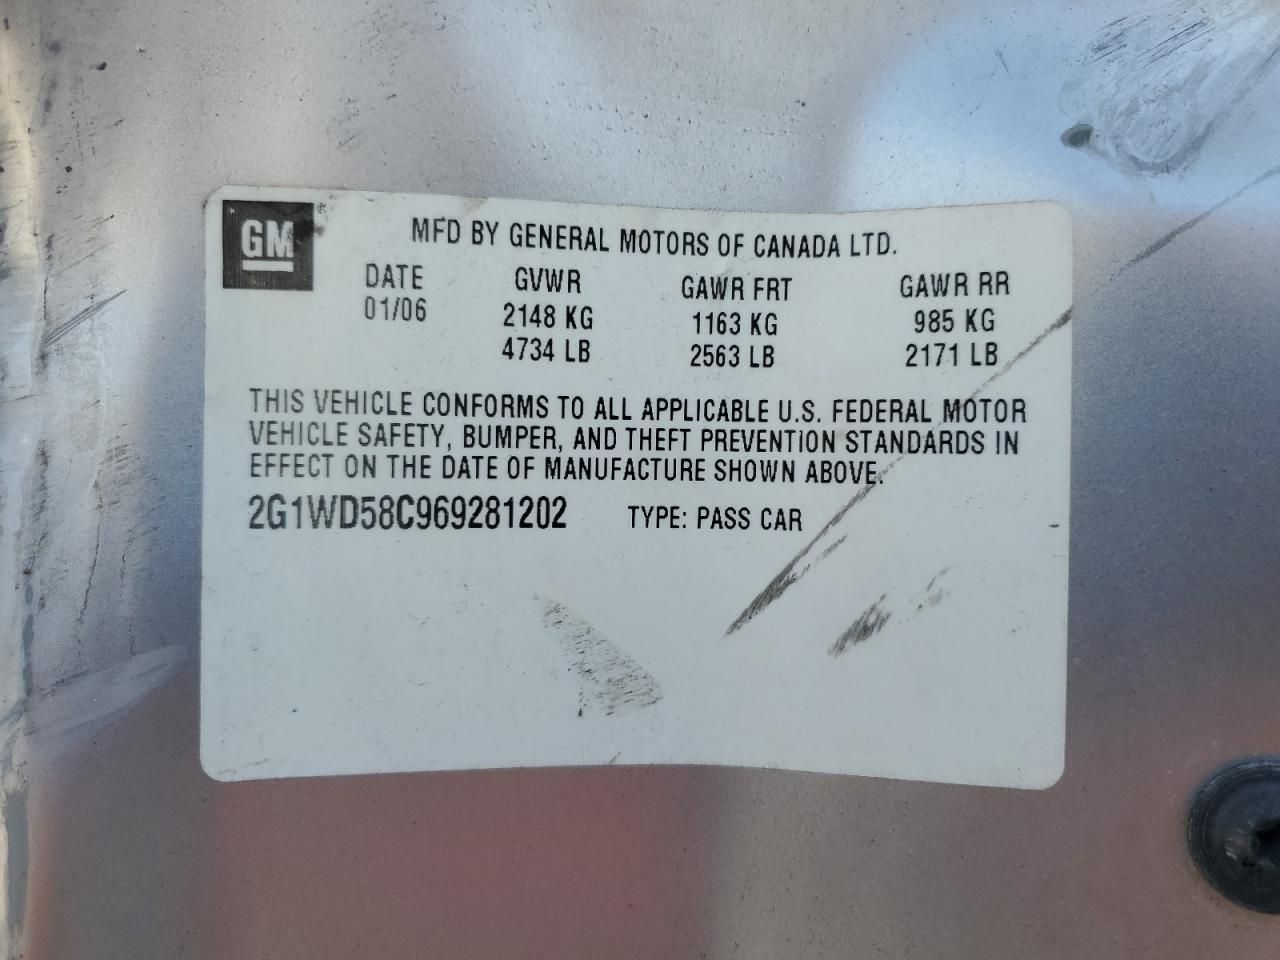 GM
MFD BY GENERAL MOTORS OF CANADA LTD.
DATE GVWR GAWR FRT GAWR RR
01/06 2148 KG 1163 KG 985 KG
4734 LB 2563 LB 2171 LB
THIS VEHICLE CONFORMS TO ALL APPLICABLE U.S. FEDERAL MOTOR
VEHICLE SAFETY, BUMPER, AND THEFT PREVENTION STANDARDS IN
EFFECT ON THE DATE OF MANUFACTURE SHOWN ABOVE.
2G1WD58C969281202 TYPE: PASS CAR